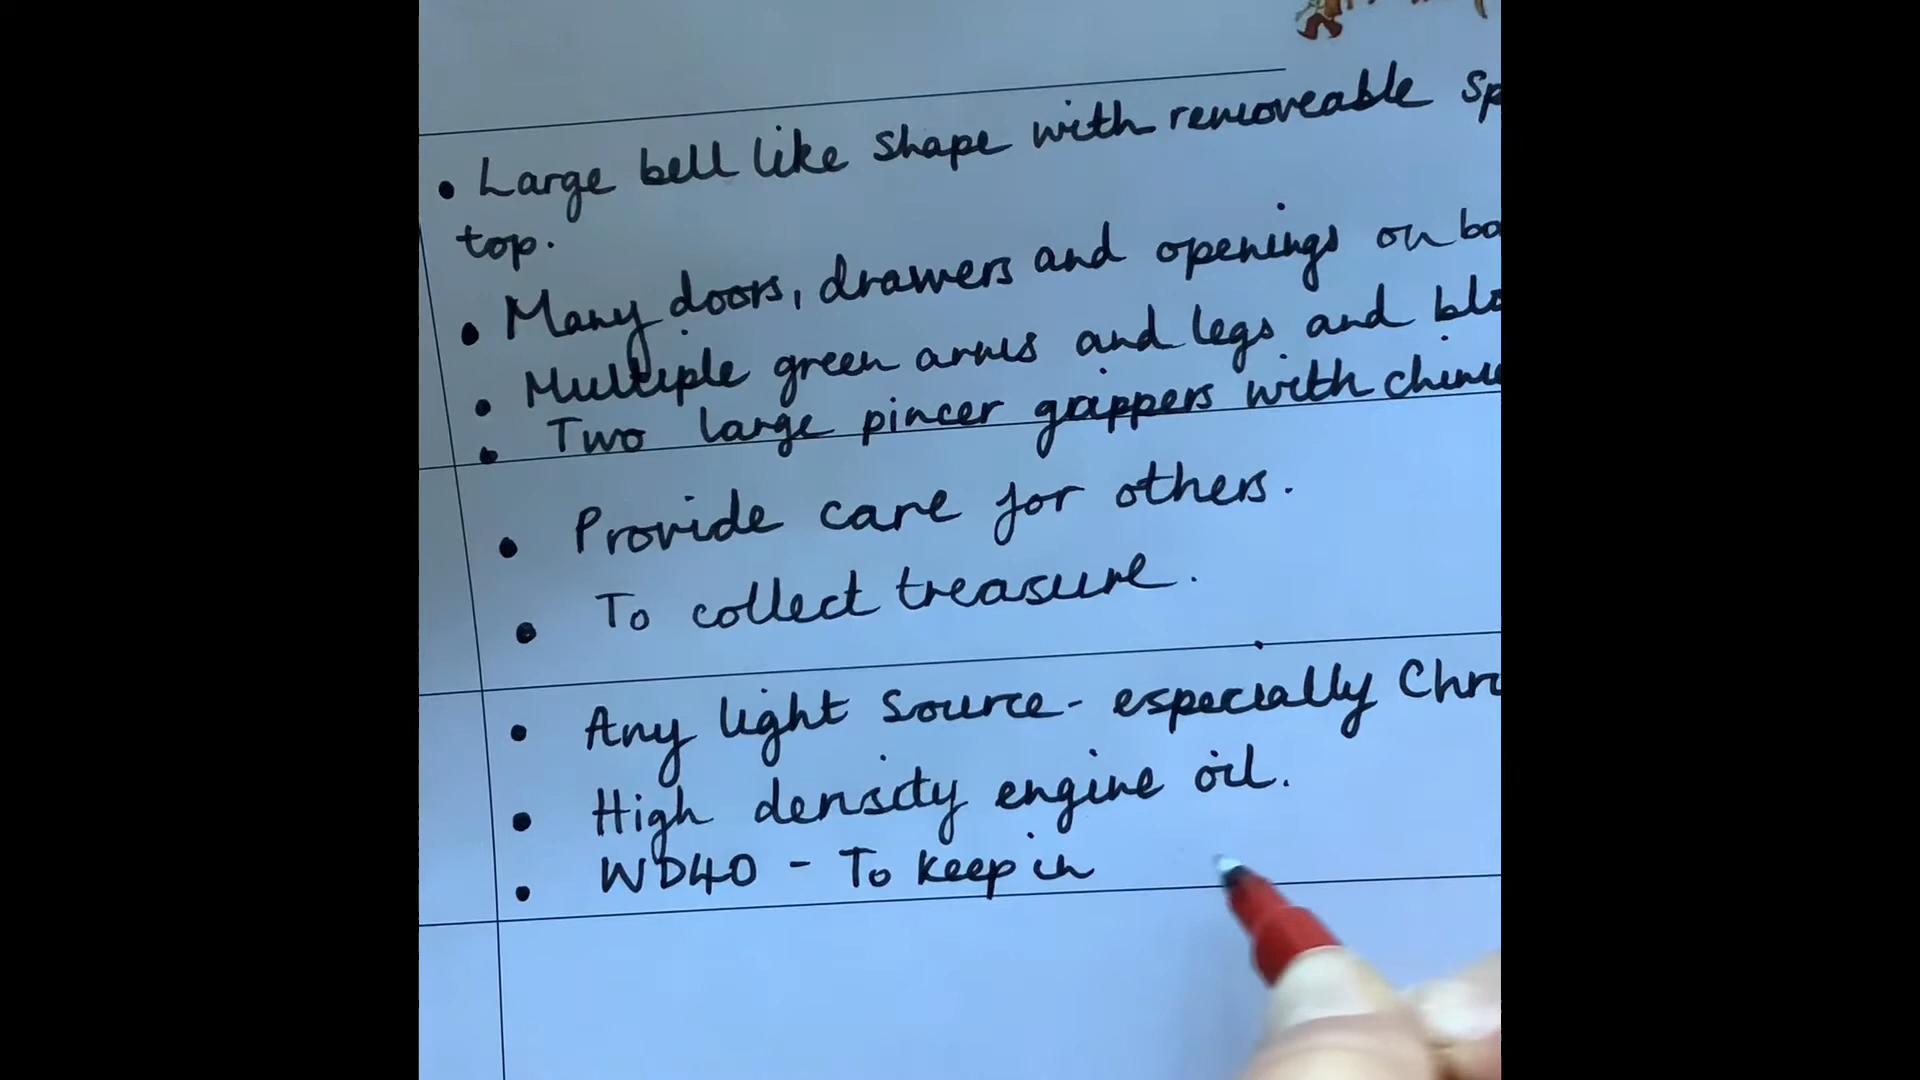 • Large bell like shape with removeable
top.
• Many doors, drawers and openings on
• Multiple green arms and legs and
• Two large pincer grippers with
• Provide care for others.
• To collect treasure.
• Any light source - especially
• High density engine oil.
• WD40 - To keep in